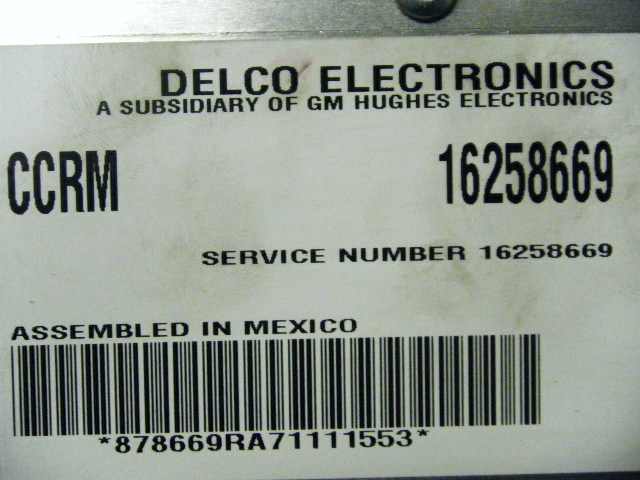 DELCO ELECTRONICS
A SUBSIDIARY OF GM HUGHES ELECTRONICS
CCRM 16258669
SERVICE NUMBER 16258669
ASSEMBLED IN MEXICO
*878669RA71111553*